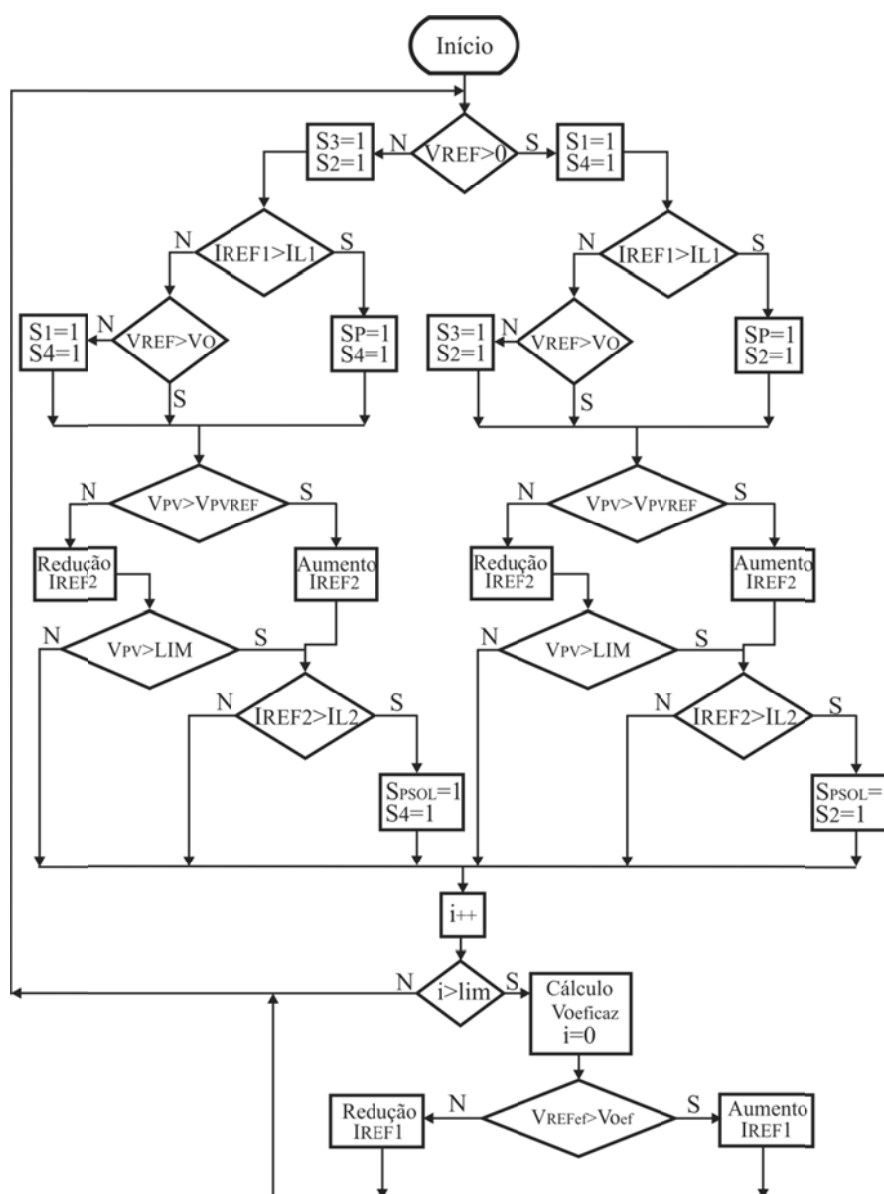 Início
N
VREF>0
S
S3=1
S2=1
S1=1
S4=1
N
IREF1>IL1
S
N
IREF1>IL1
S
S1=1
S4=1
N
VREF>VO
S
SP=1
S4=1
S3=1
S2=1
N
VREF>VO
S
SP=1
S2=1
N
VPV>VPVREF
S
N
VPV>VPVREF
S
Redução
IREF2
Aumento
IREF2
Redução
IREF2
Aumento
IREF2
N
VPV>LIM
S
N
VPV>LIM
S
N
IREF2>IL2
S
N
IREF2>IL2
S
SPSOL=1
S4=1
SPSOL=
S2=1
i++
N
i>lim
S
Cálculo
Voeficaz
i=0
Redução
IREF1
N
VREFef>Voef
S
Aumento
IREF1